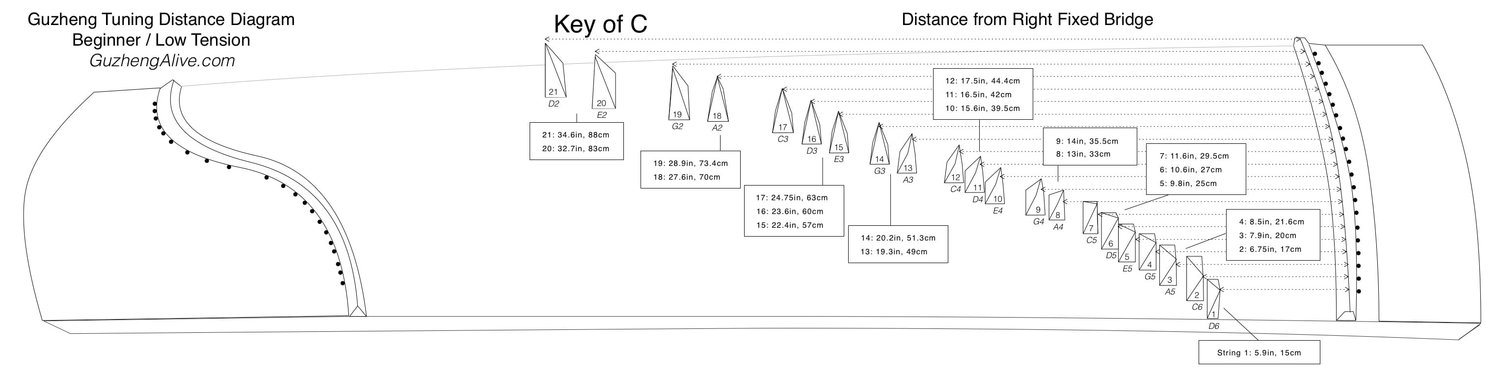 Guzheng Tuning Distance Diagram
Beginner / Low Tension
GuzhengAlive.com
Key of C
Distance from Right Fixed Bridge
21
D2
20
E2
21: 34.6in, 88cm
20: 32.7in, 83cm
19
G2
18
A2
19: 28.9in, 73.4cm
18: 27.6in, 70cm
17
C3
16
D3
15
E3
17: 24.75in, 63cm
16: 23.6in, 60cm
15: 22.4in, 57cm
14
G3
13
A3
14: 20.2in, 51.3cm
13: 19.3in, 49cm
12: 17.5in, 44.4cm
11: 16.5in, 42cm
10: 15.6in, 39.5cm
12
C4
11
D4
10
E4
9: 14in, 35.5cm
8: 13in, 33cm
9
G4
8
A4
7: 11.6in, 29.5cm
6: 10.6in, 27cm
5: 9.8in, 25cm
7
C5
6
D5
5
E5
4: 8.5in, 21.6cm
3: 7.9in, 20cm
2: 6.75in, 17cm
4
G5
3
A5
2
C6
1
D6
String 1: 5.9in, 15cm